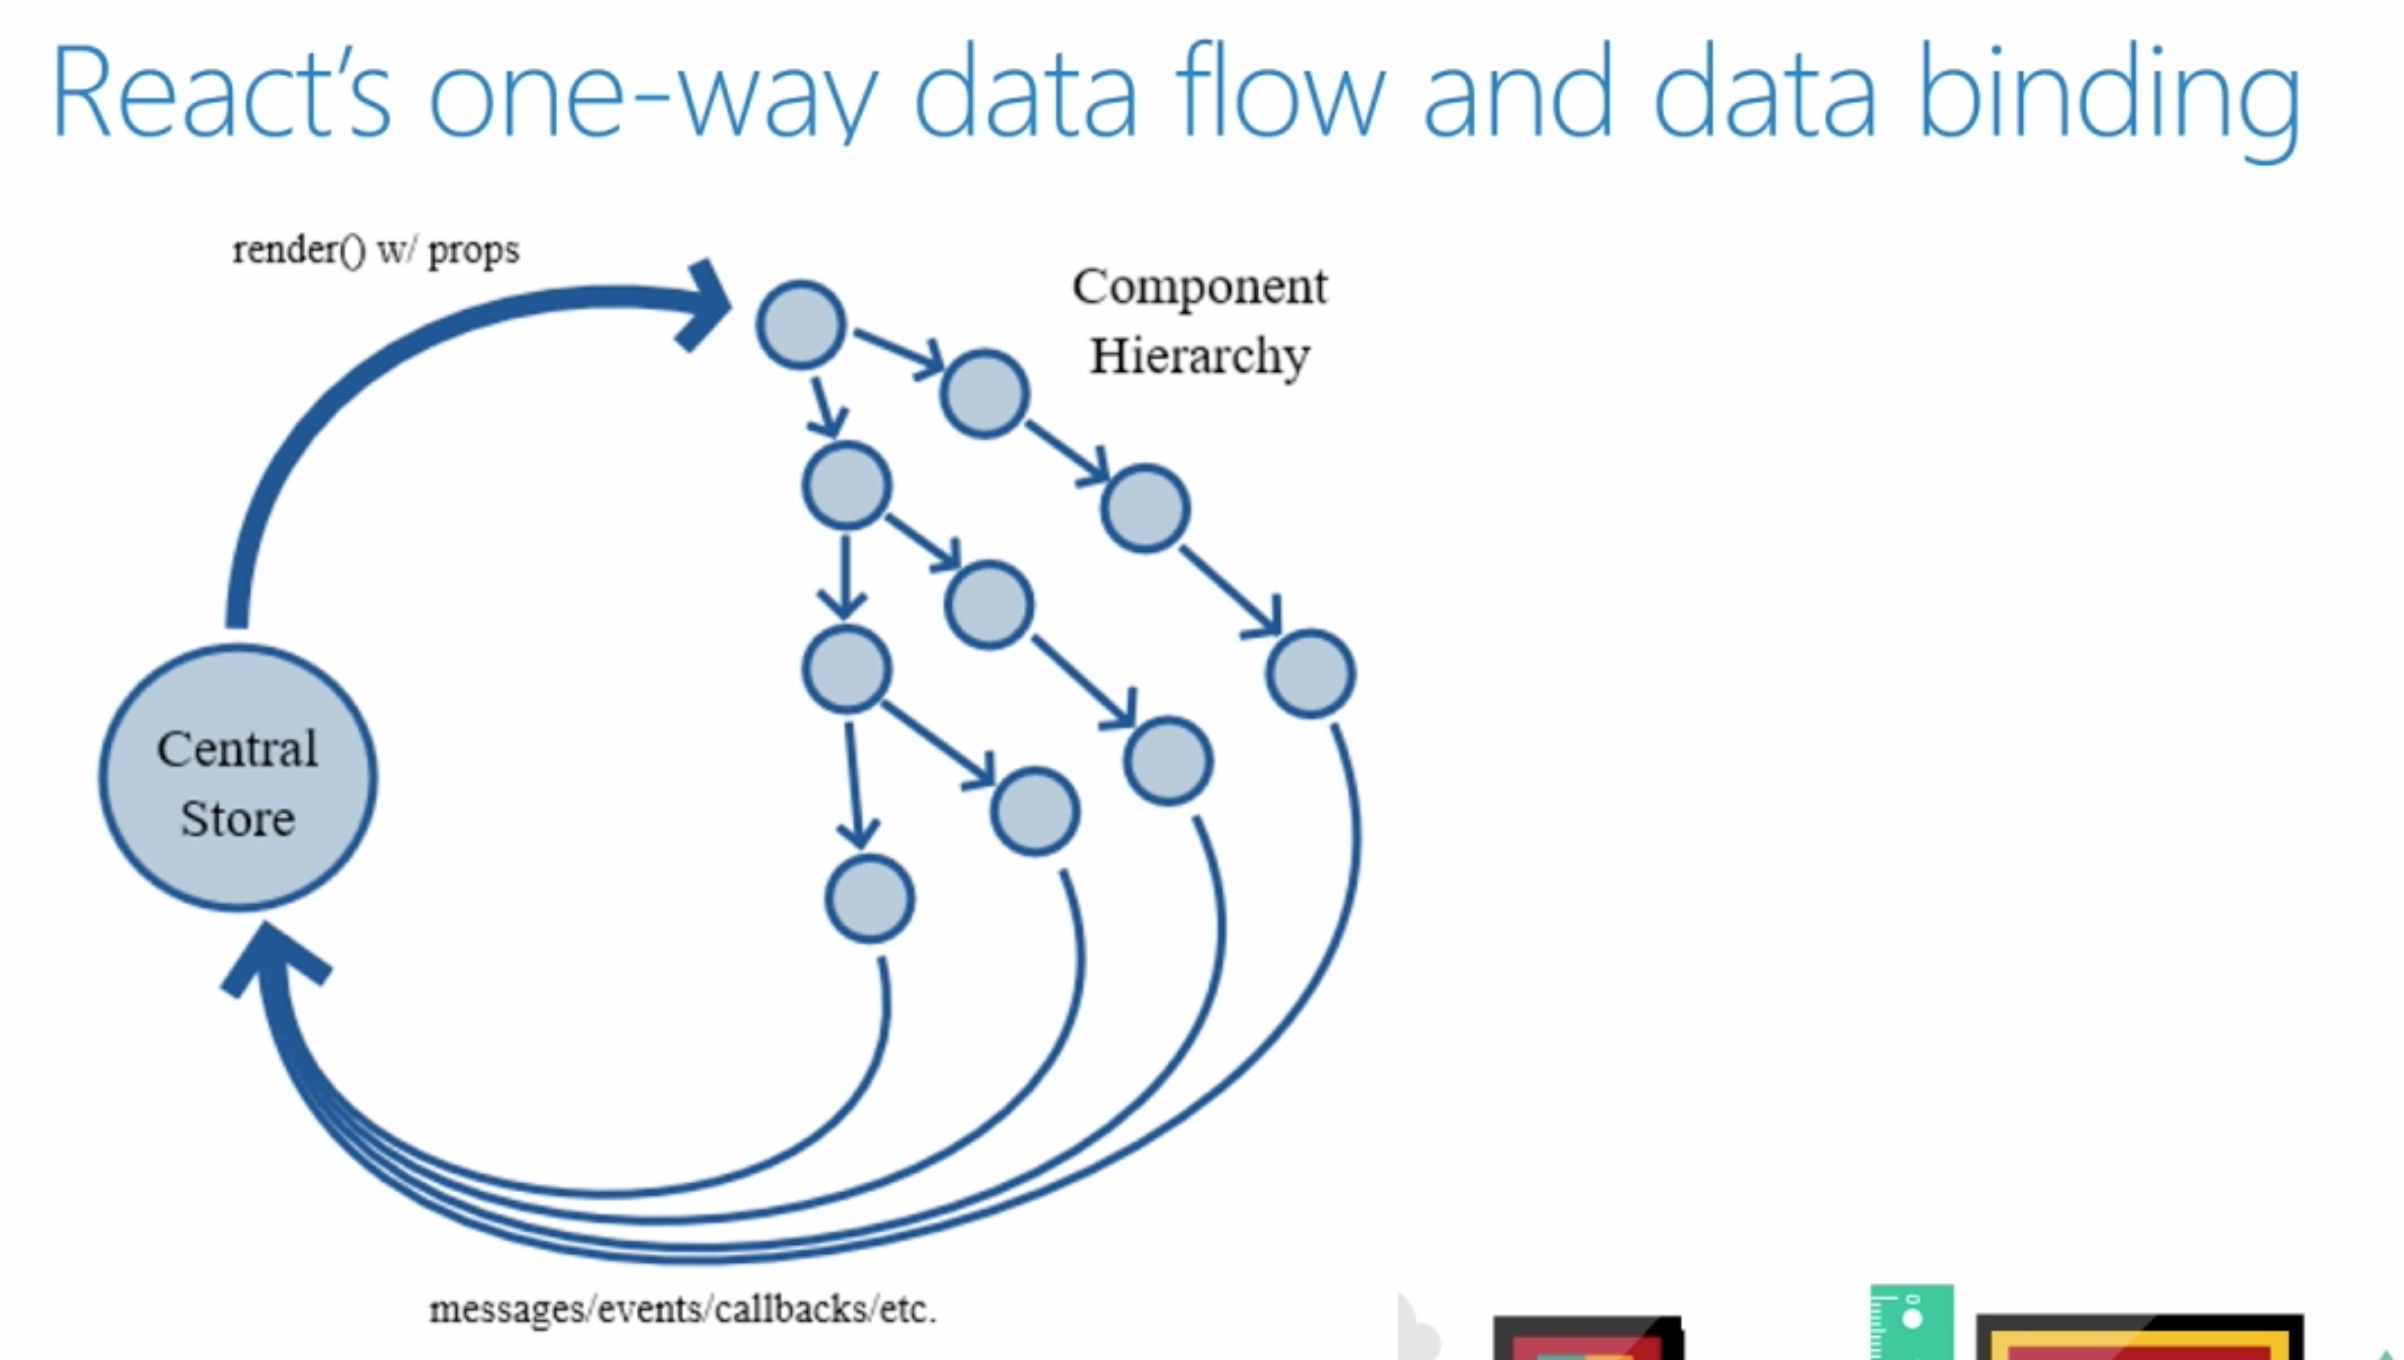 React’s one-way data flow and data binding
render() w/ props
Component
Hierarchy
Central
Store
messages/events/callbacks/etc.